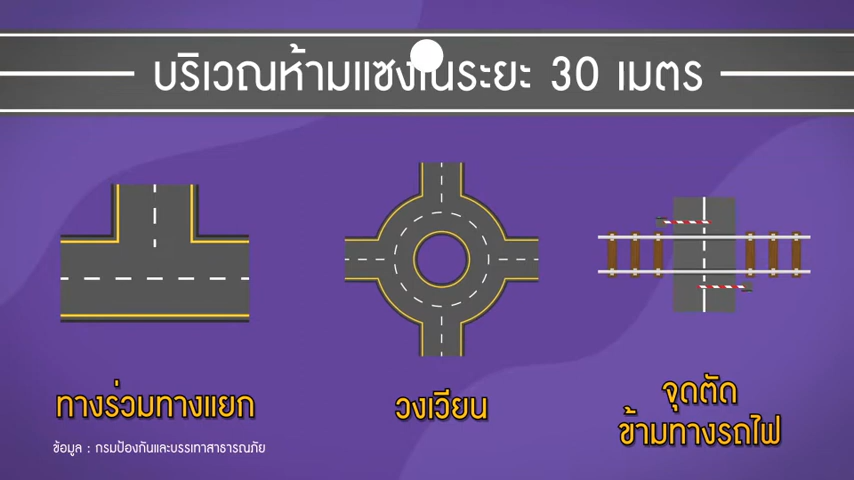 บริเวณห้ามแซงในระยะ 30 เมตร
ทางร่วมทางแยก
วงเวียน
จุดตัด
ข้ามทางรถไฟ
ข้อมูล : กรมป้องกันและบรรเทาสาธารณภัย